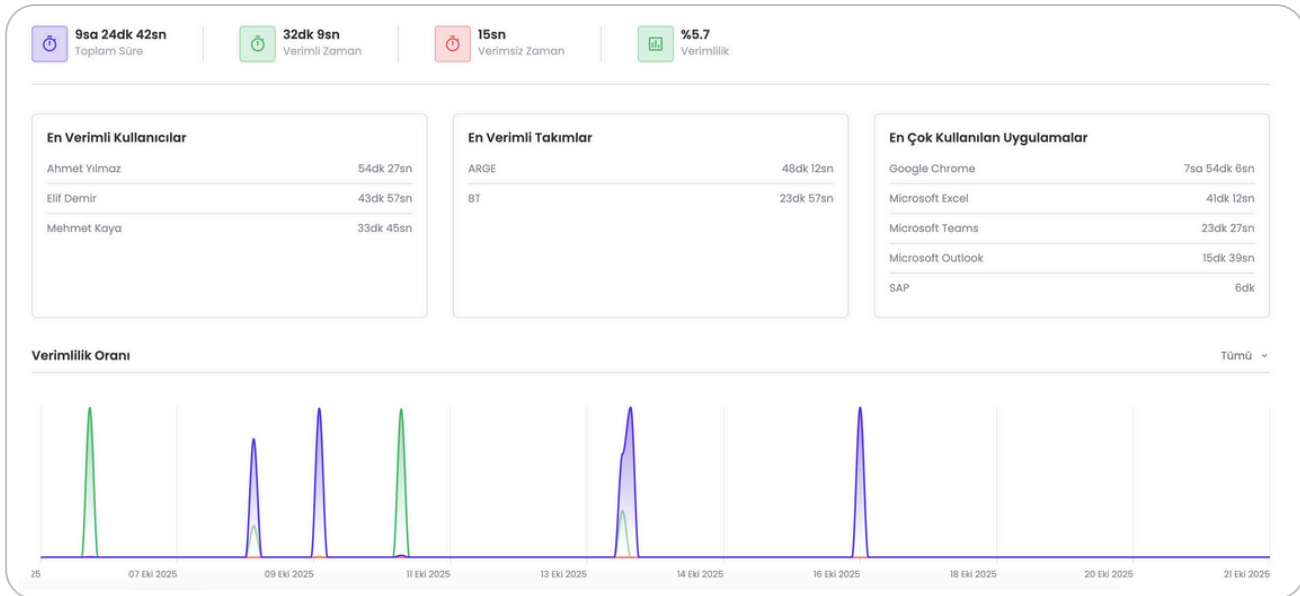 9sa 24dk 42sn
Toplam Süre
32dk 9sn
Verimli Zaman
15sn
Verimsiz Zaman
%5.7
Verimlilik
En Verimli Kullanıcılar
Ahmet Yılmaz 54dk 27sn
Elif Demir 43dk 57sn
Mehmet Kaya 33dk 45sn
En Verimli Takımlar
ARGE 48dk 12sn
BT 23dk 57sn
En Çok Kullanılan Uygulamalar
Google Chrome 7sa 54dk 6sn
Microsoft Excel 41dk 12sn
Microsoft Teams 23dk 27sn
Microsoft Outlook 15dk 39sn
SAP 6dk
Verimlilik Oranı Tümü
25 07 Eki 2025 09 Eki 2025 11 Eki 2025 13 Eki 2025 14 Eki 2025 16 Eki 2025 18 Eki 2025 20 Eki 2025 21 Eki 2025